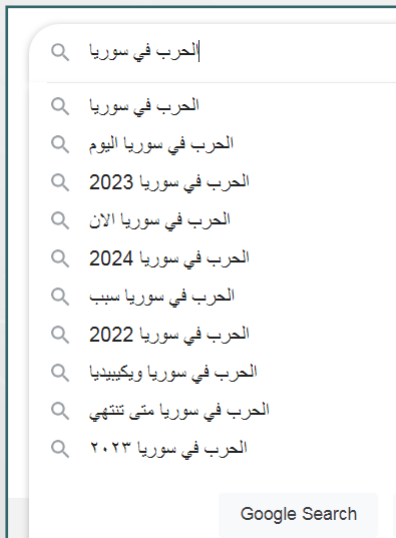 الحرب في سوريا
الحرب في سوريا
الحرب في سوريا اليوم
الحرب في سوريا 2023
الحرب في سوريا الان
الحرب في سوريا 2024
الحرب في سوريا سبب
الحرب في سوريا 2022
الحرب في سوريا ويكيبيديا
الحرب في سوريا متى تنتهي
الحرب في سوريا ٢٠٢٣
Google Search